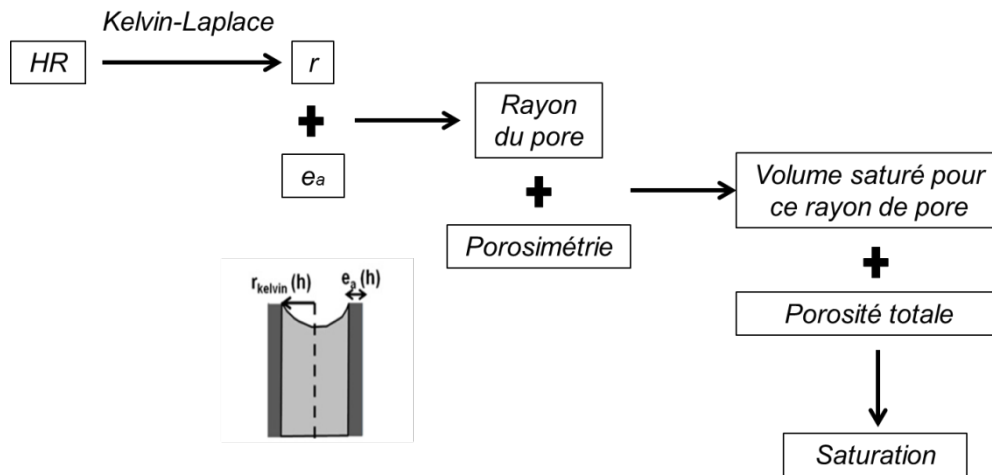 Kelvin-Laplace
HR
r
+
ea
Rayon
du pore
+
Porosimétrie
Volume saturé pour
ce rayon de pore
+
Porosité totale
Saturation
rkelvin(h)
ea(h)